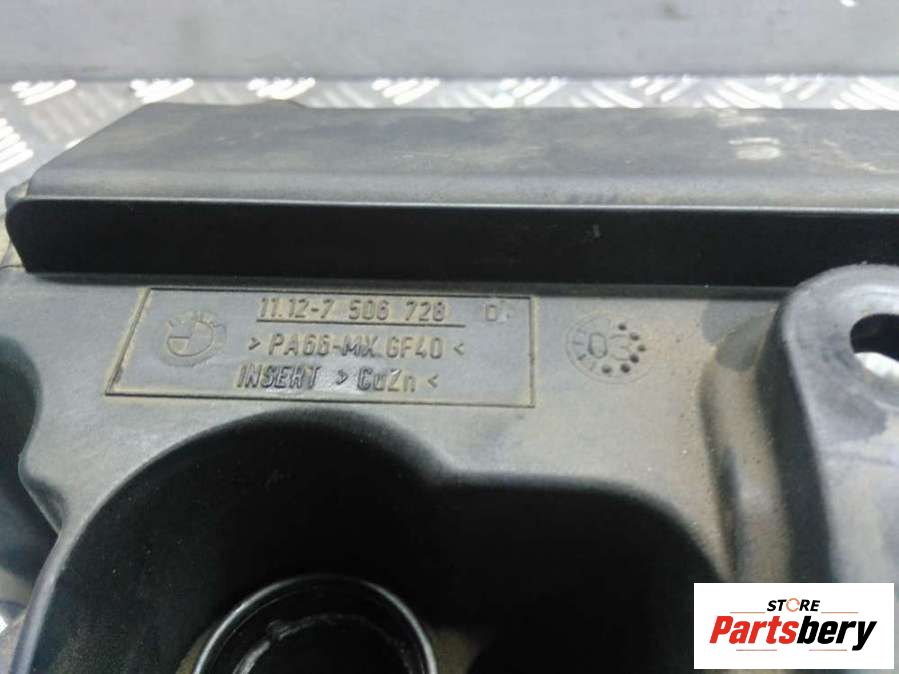 11.12-7 506 728 D
> PA66-MX GF40 <
INSERT > CuZn <
03
STORE
Partsbery